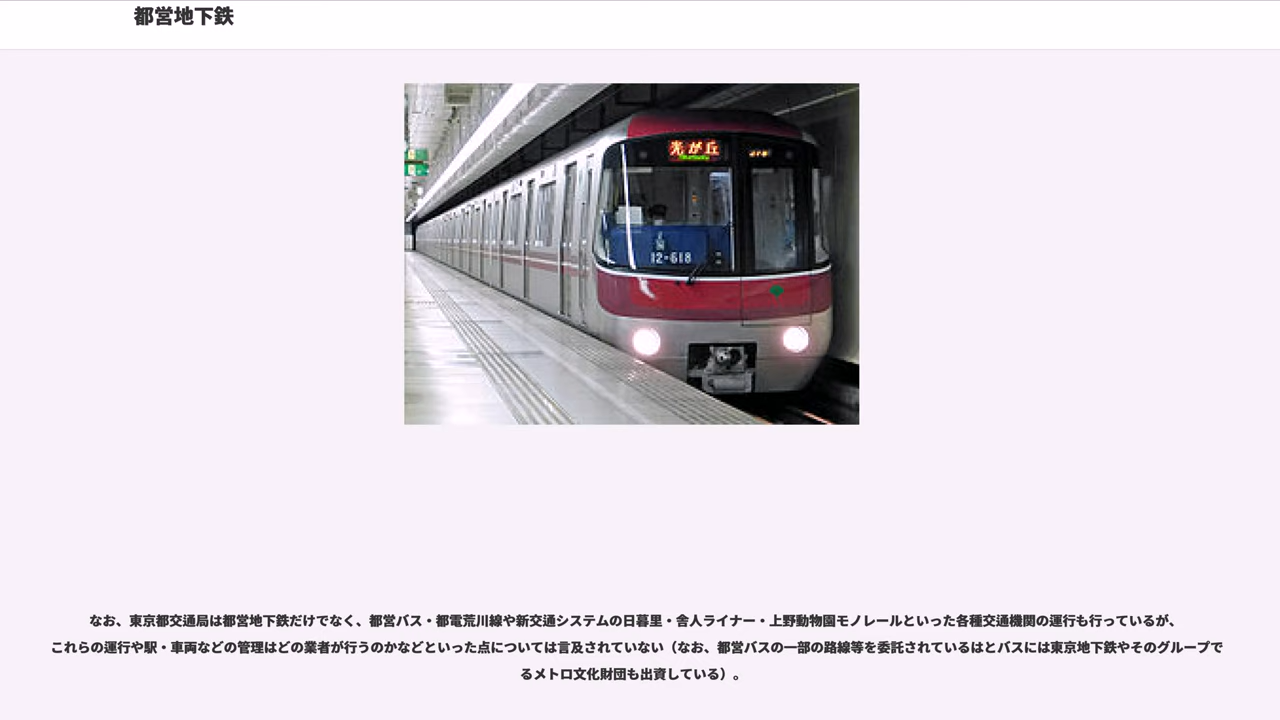 都営地下鉄
光が丘
12-618
なお、東京都交通局は都営地下鉄だけでなく、都営バス・都電荒川線や新交通システムの日暮里・舎人ライナー・上野動物園モノレールといった各種交通機関の運行も行っているが、
これらの運行や駅・車両などの管理はどの業者が行うのかなどといった点については言及されていない（なお、都営バスの一部の路線等を委託されているはとバスには東京地下鉄やそのグループで
るメトロ文化財団も出資している）。